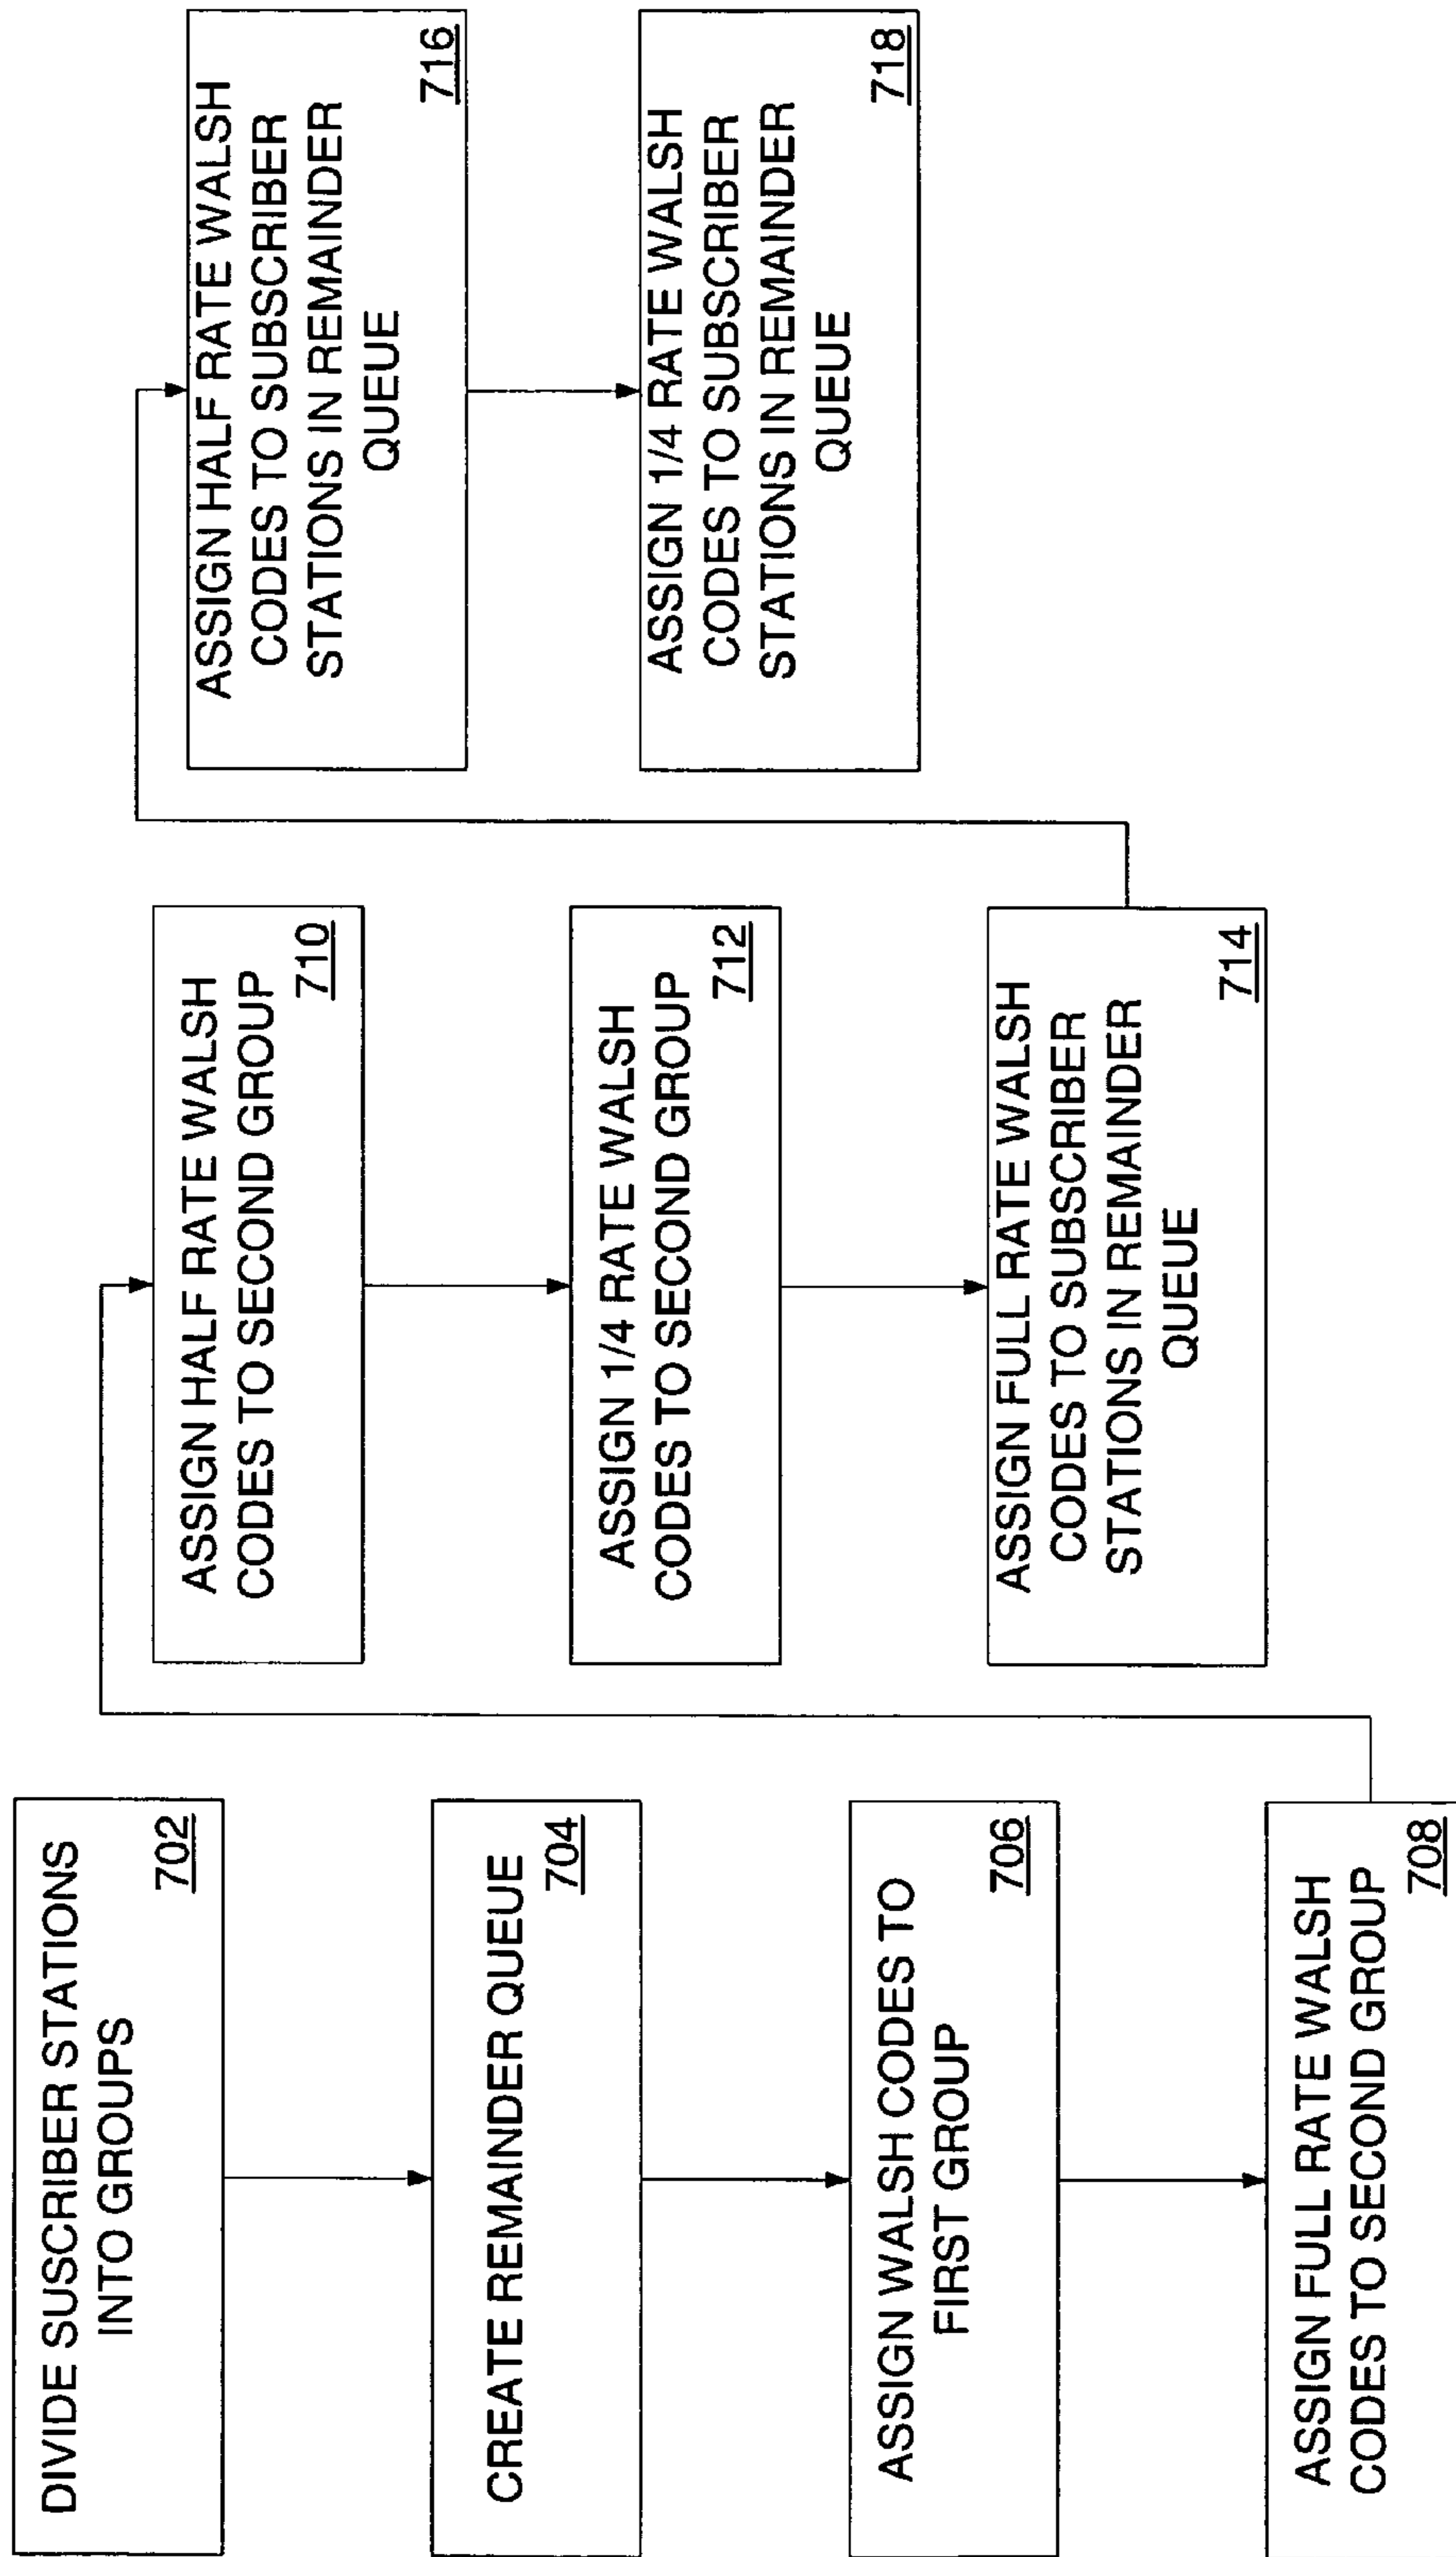 DIVIDE SUSCRIBER STATIONS
INTO GROUPS
702
CREATE REMAINDER QUEUE
704
ASSIGN WALSH CODES TO
FIRST GROUP
706
ASSIGN FULL RATE WALSH
CODES TO SECOND GROUP
708
ASSIGN HALF RATE WALSH
CODES TO SECOND GROUP
710
ASSIGN 1/4 RATE WALSH
CODES TO SECOND GROUP
712
ASSIGN FULL RATE WALSH
CODES TO SUBSCRIBER
STATIONS IN REMAINDER
QUEUE
714
ASSIGN HALF RATE WALSH
CODES TO SUBSCRIBER
STATIONS IN REMAINDER
QUEUE
716
ASSIGN 1/4 RATE WALSH
CODES TO SUBSCRIBER
STATIONS IN REMAINDER
QUEUE
718